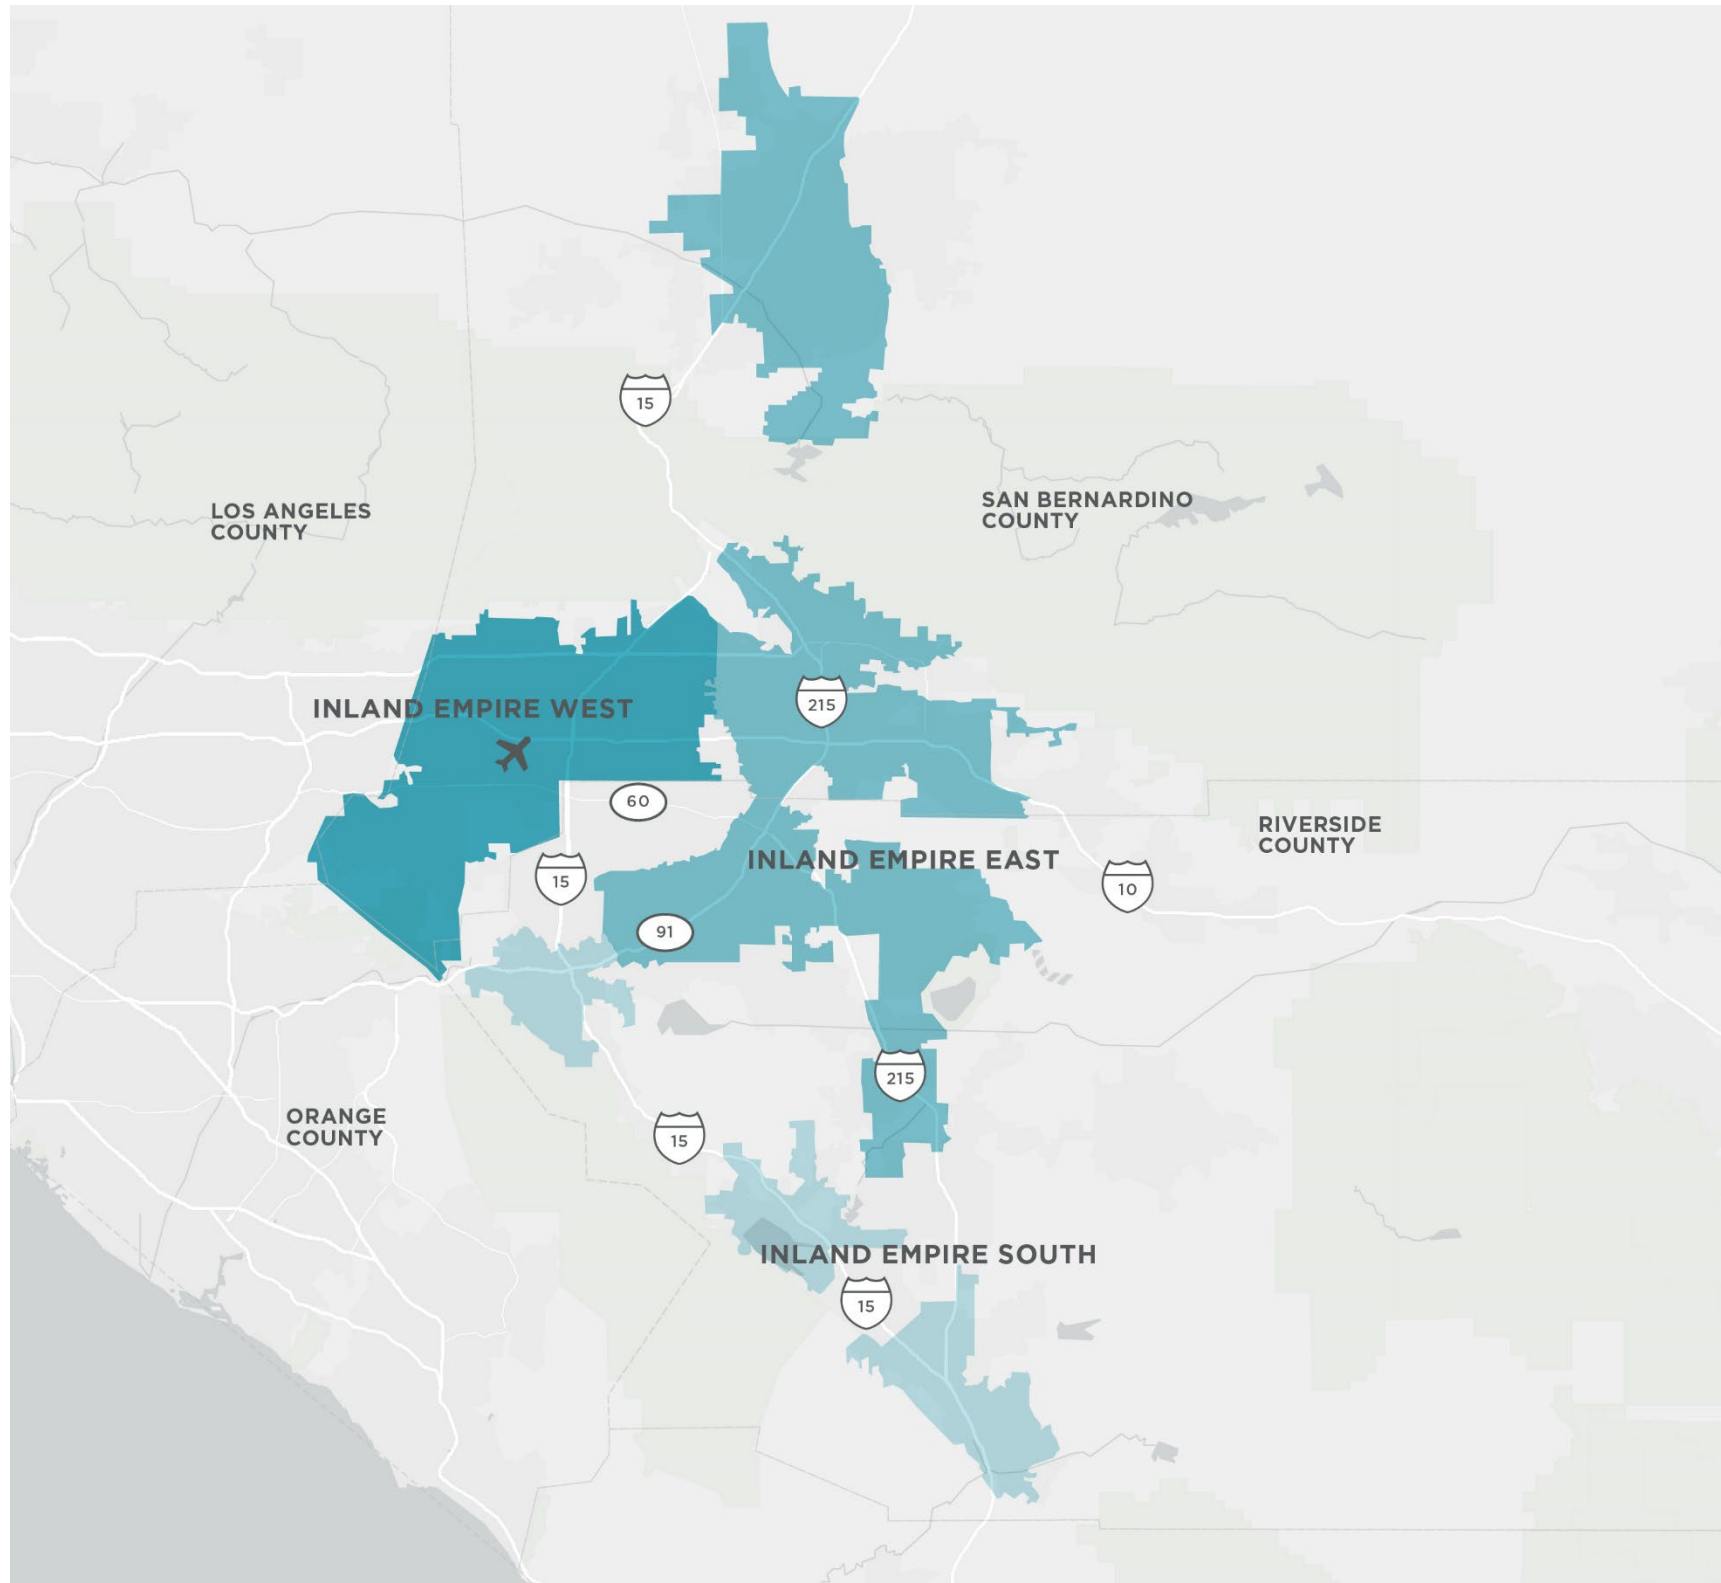 15
LOS ANGELES
COUNTY
SAN BERNARDINO
COUNTY
INLAND EMPIRE WEST
215
60
RIVERSIDE
COUNTY
INLAND EMPIRE EAST
15
10
91
215
ORANGE
COUNTY
15
INLAND EMPIRE SOUTH
15